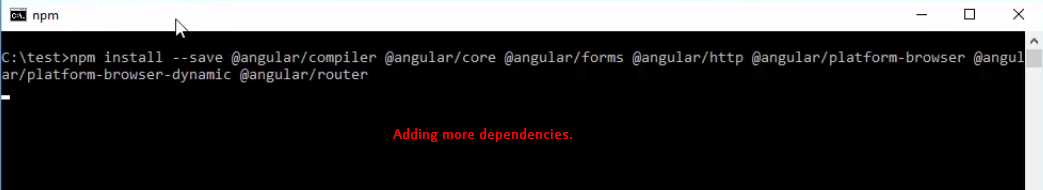 npm
C:\test>npm install --save @angular/compiler @angular/core @angular/forms @angular/http @angular/platform-browser @angul
ar/platform-browser-dynamic @angular/router
Adding more dependencies.